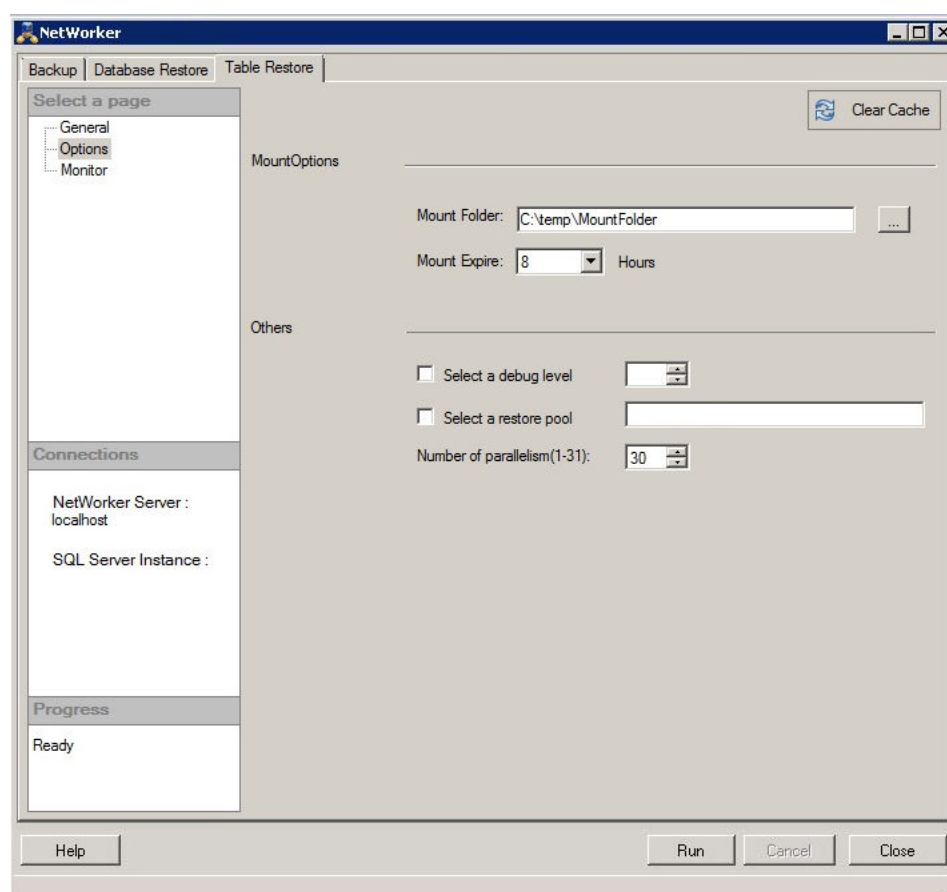 NetWorker
Backup Database Restore Table Restore
Select a page
General
Options
Monitor
Clear Cache
MountOptions
Mount Folder: C:\temp\MountFolder ...
Mount Expire: 8 Hours
Others
Select a debug level
Select a restore pool
Number of parallelism(1-31): 30
Connections
NetWorker Server :
localhost
SQL Server Instance :
Progress
Ready
Help Run Cancel Close